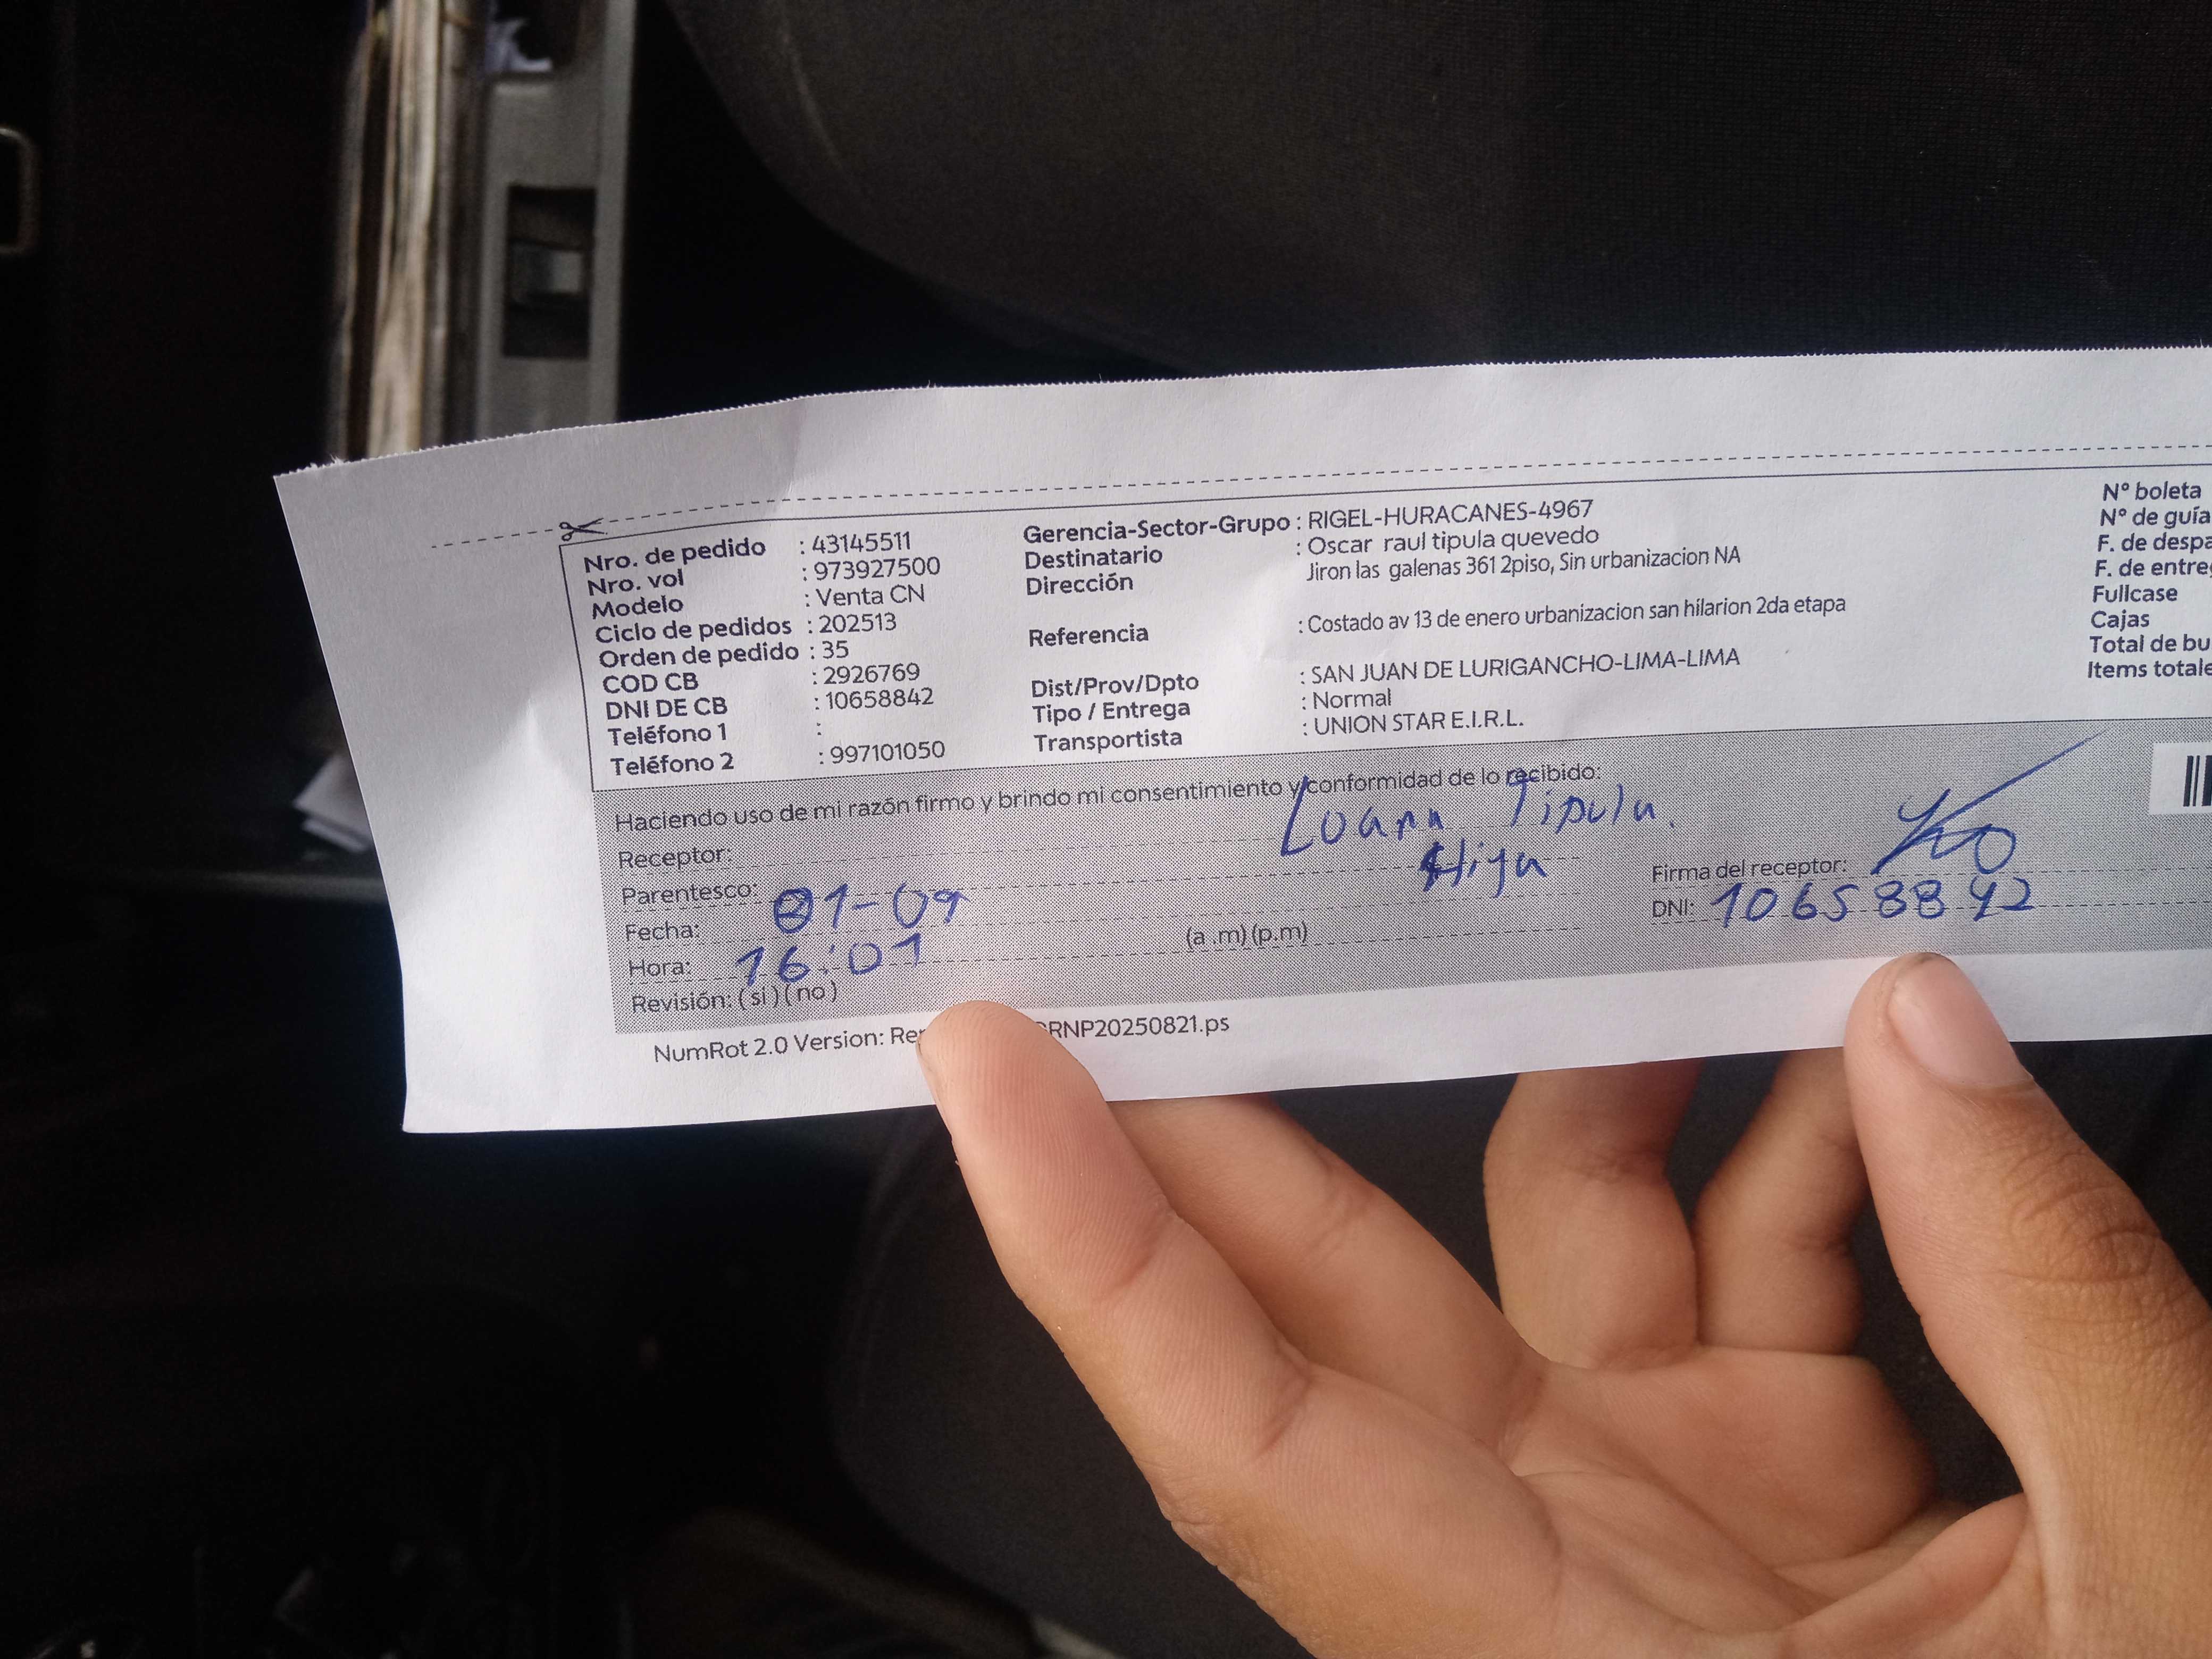 Nro. de pedido : 43145511
Nro. vol : 973927500
Modelo : Venta CN
Ciclo de pedidos : 202513
Orden de pedido : 35
COD CB : 2926769
DNI DE CB : 10658842
Teléfono 1 :
Teléfono 2 : 997101050
Gerencia-Sector-Grupo : RIGEL-HURACANES-4967
Destinatario : Oscar raul tipula quevedo
Dirección Jiron las galenas 361 2piso, Sin urbanizacion NA
Referencia : Costado av 13 de enero urbanizacion san hilarion 2da etapa
Dist/Prov/Dpto : SAN JUAN DE LURIGANCHO-LIMA-LIMA
Tipo / Entrega : Normal
Transportista : UNION STAR E.I.R.L.
Nº boleta
Nº de guía
F. de despa
F. de entre
Fullcase
Cajas
Total de bu
Items totale
Haciendo uso de mi razón firmo y brindo mi consentimiento y conformidad de lo recibido:
Receptor: Loann Tipula.
Parentesco: Hija
Fecha: 01-09
Hora: 16:01 (a .m) (p.m)
Revisión: (si) (no)
Firma del receptor:
DNI: 10658842
NumRot 2.0 Version: Re RNP20250821.ps